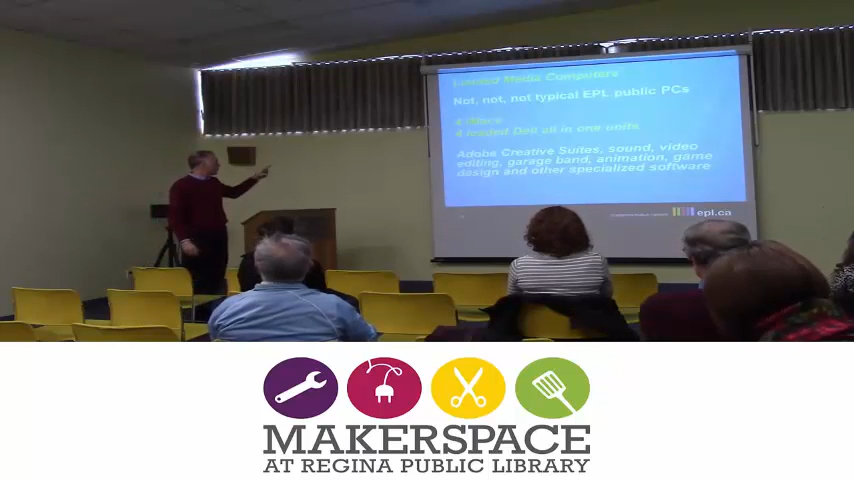 Loaded Media Computers
Not, not, not typical EPL public PCs
4 iMacs
4 loaded Dell all in one units
Adobe Creative Suites, sound, video
editing, garage band, animation, game
design and other specialized software
epl.ca
MAKERSPACE
AT REGINA PUBLIC LIBRARY